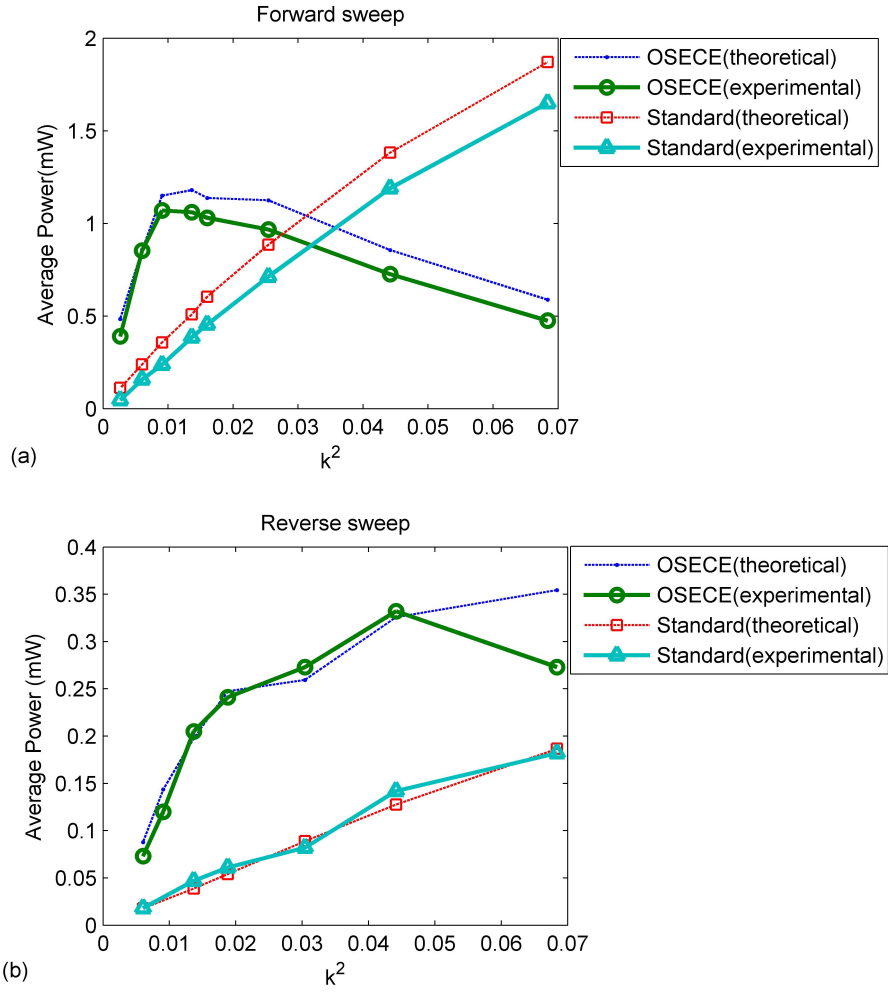 Forward sweep
2
1.5
1
0.5
0
Average Power(mW)
0
0.01
0.02
0.03
0.04
0.05
0.06
0.07
k²
(a)
OSECE(theoretical)
OSECE(experimental)
Standard(theoretical)
Standard(experimental)
Reverse sweep
0.4
0.35
0.3
0.25
0.2
0.15
0.1
0.05
0
Average Power (mW)
0
0.01
0.02
0.03
0.04
0.05
0.06
0.07
k²
(b)
OSECE(theoretical)
OSECE(experimental)
Standard(theoretical)
Standard(experimental)